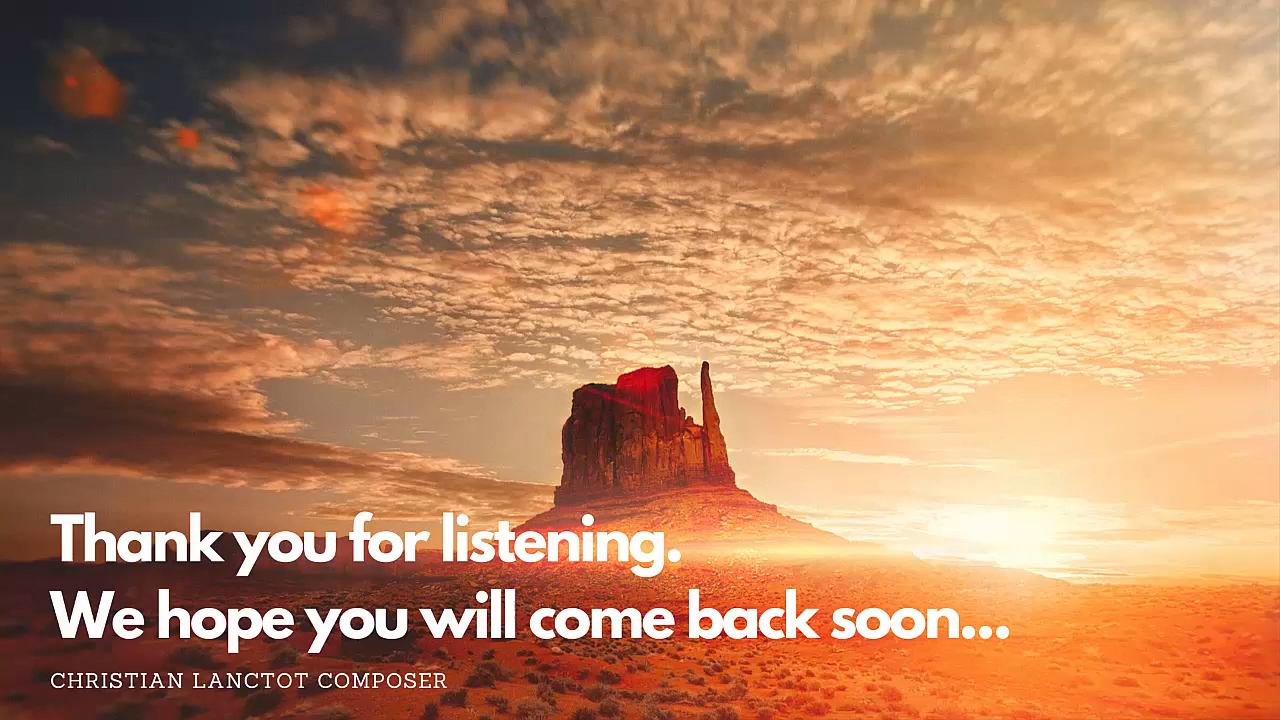 Thank you for listening.
We hope you will come back soon...
CHRISTIAN LANCTOT COMPOSER